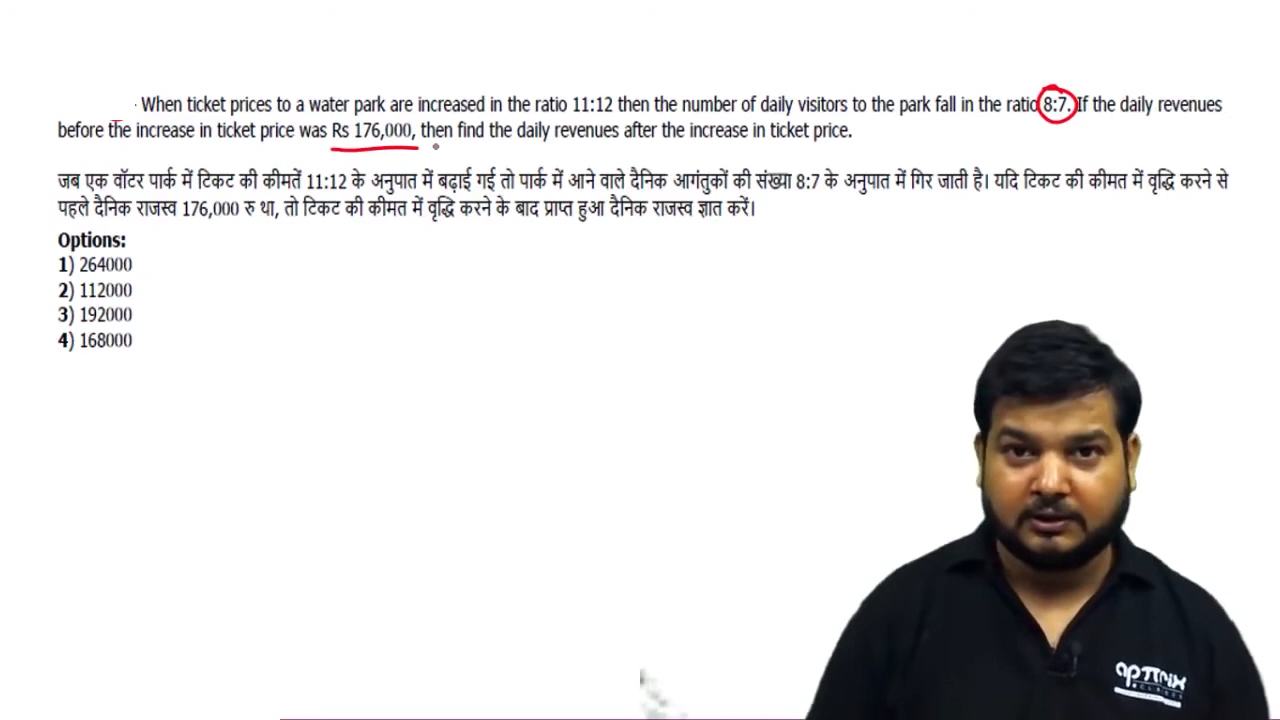 When ticket prices to a water park are increased in the ratio 11:12 then the number of daily visitors to the park fall in the ratio 8:7. If the daily revenues
before the increase in ticket price was Rs 176,000, then find the daily revenues after the increase in ticket price.
जब एक वॉटर पार्क में टिकट की कीमतें 11:12 के अनुपात में बढ़ाई गई तो पार्क में आने वाले दैनिक आगंतुकों की संख्या 8:7 के अनुपात में गिर जाती है। यदि टिकट की कीमत में वृद्धि करने से
पहले दैनिक राजस्व 176,000 रु था, तो टिकट की कीमत में वृद्धि करने के बाद प्राप्त हुआ दैनिक राजस्व ज्ञात करें।
Options:
1) 264000
2) 112000
3) 192000
4) 168000